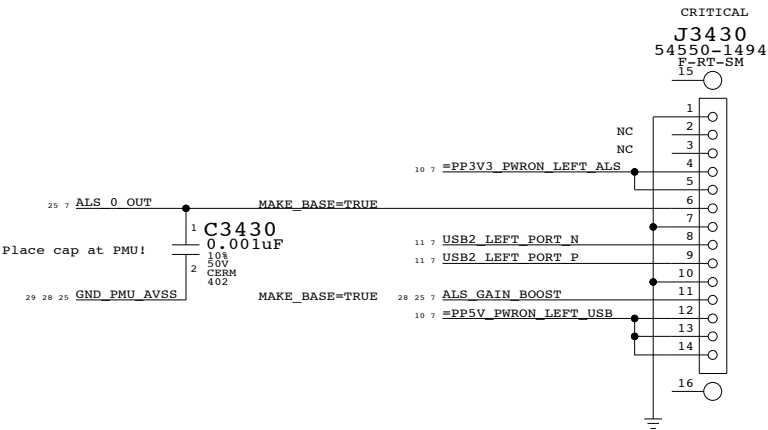 CRITICAL
J3430
54550-1494
F-RT-SM
15
1
NC 2
NC 3
10 7 =PP3V3_PWRON_LEFT_ALS 4
5
25 7 ALS_0_OUT MAKE_BASE=TRUE 6
7
1 C3430
0.001uF
11 7 USB2_LEFT_PORT_N 8
Place cap at PMU!
10%
50V
CERM
402
2
11 7 USB2_LEFT_PORT_P 9
10
29 28 25 GND_PMU_AVSS MAKE_BASE=TRUE 28 25 7 ALS_GAIN_BOOST 11
10 7 =PP5V_PWRON_LEFT_USB 12
13
14
16